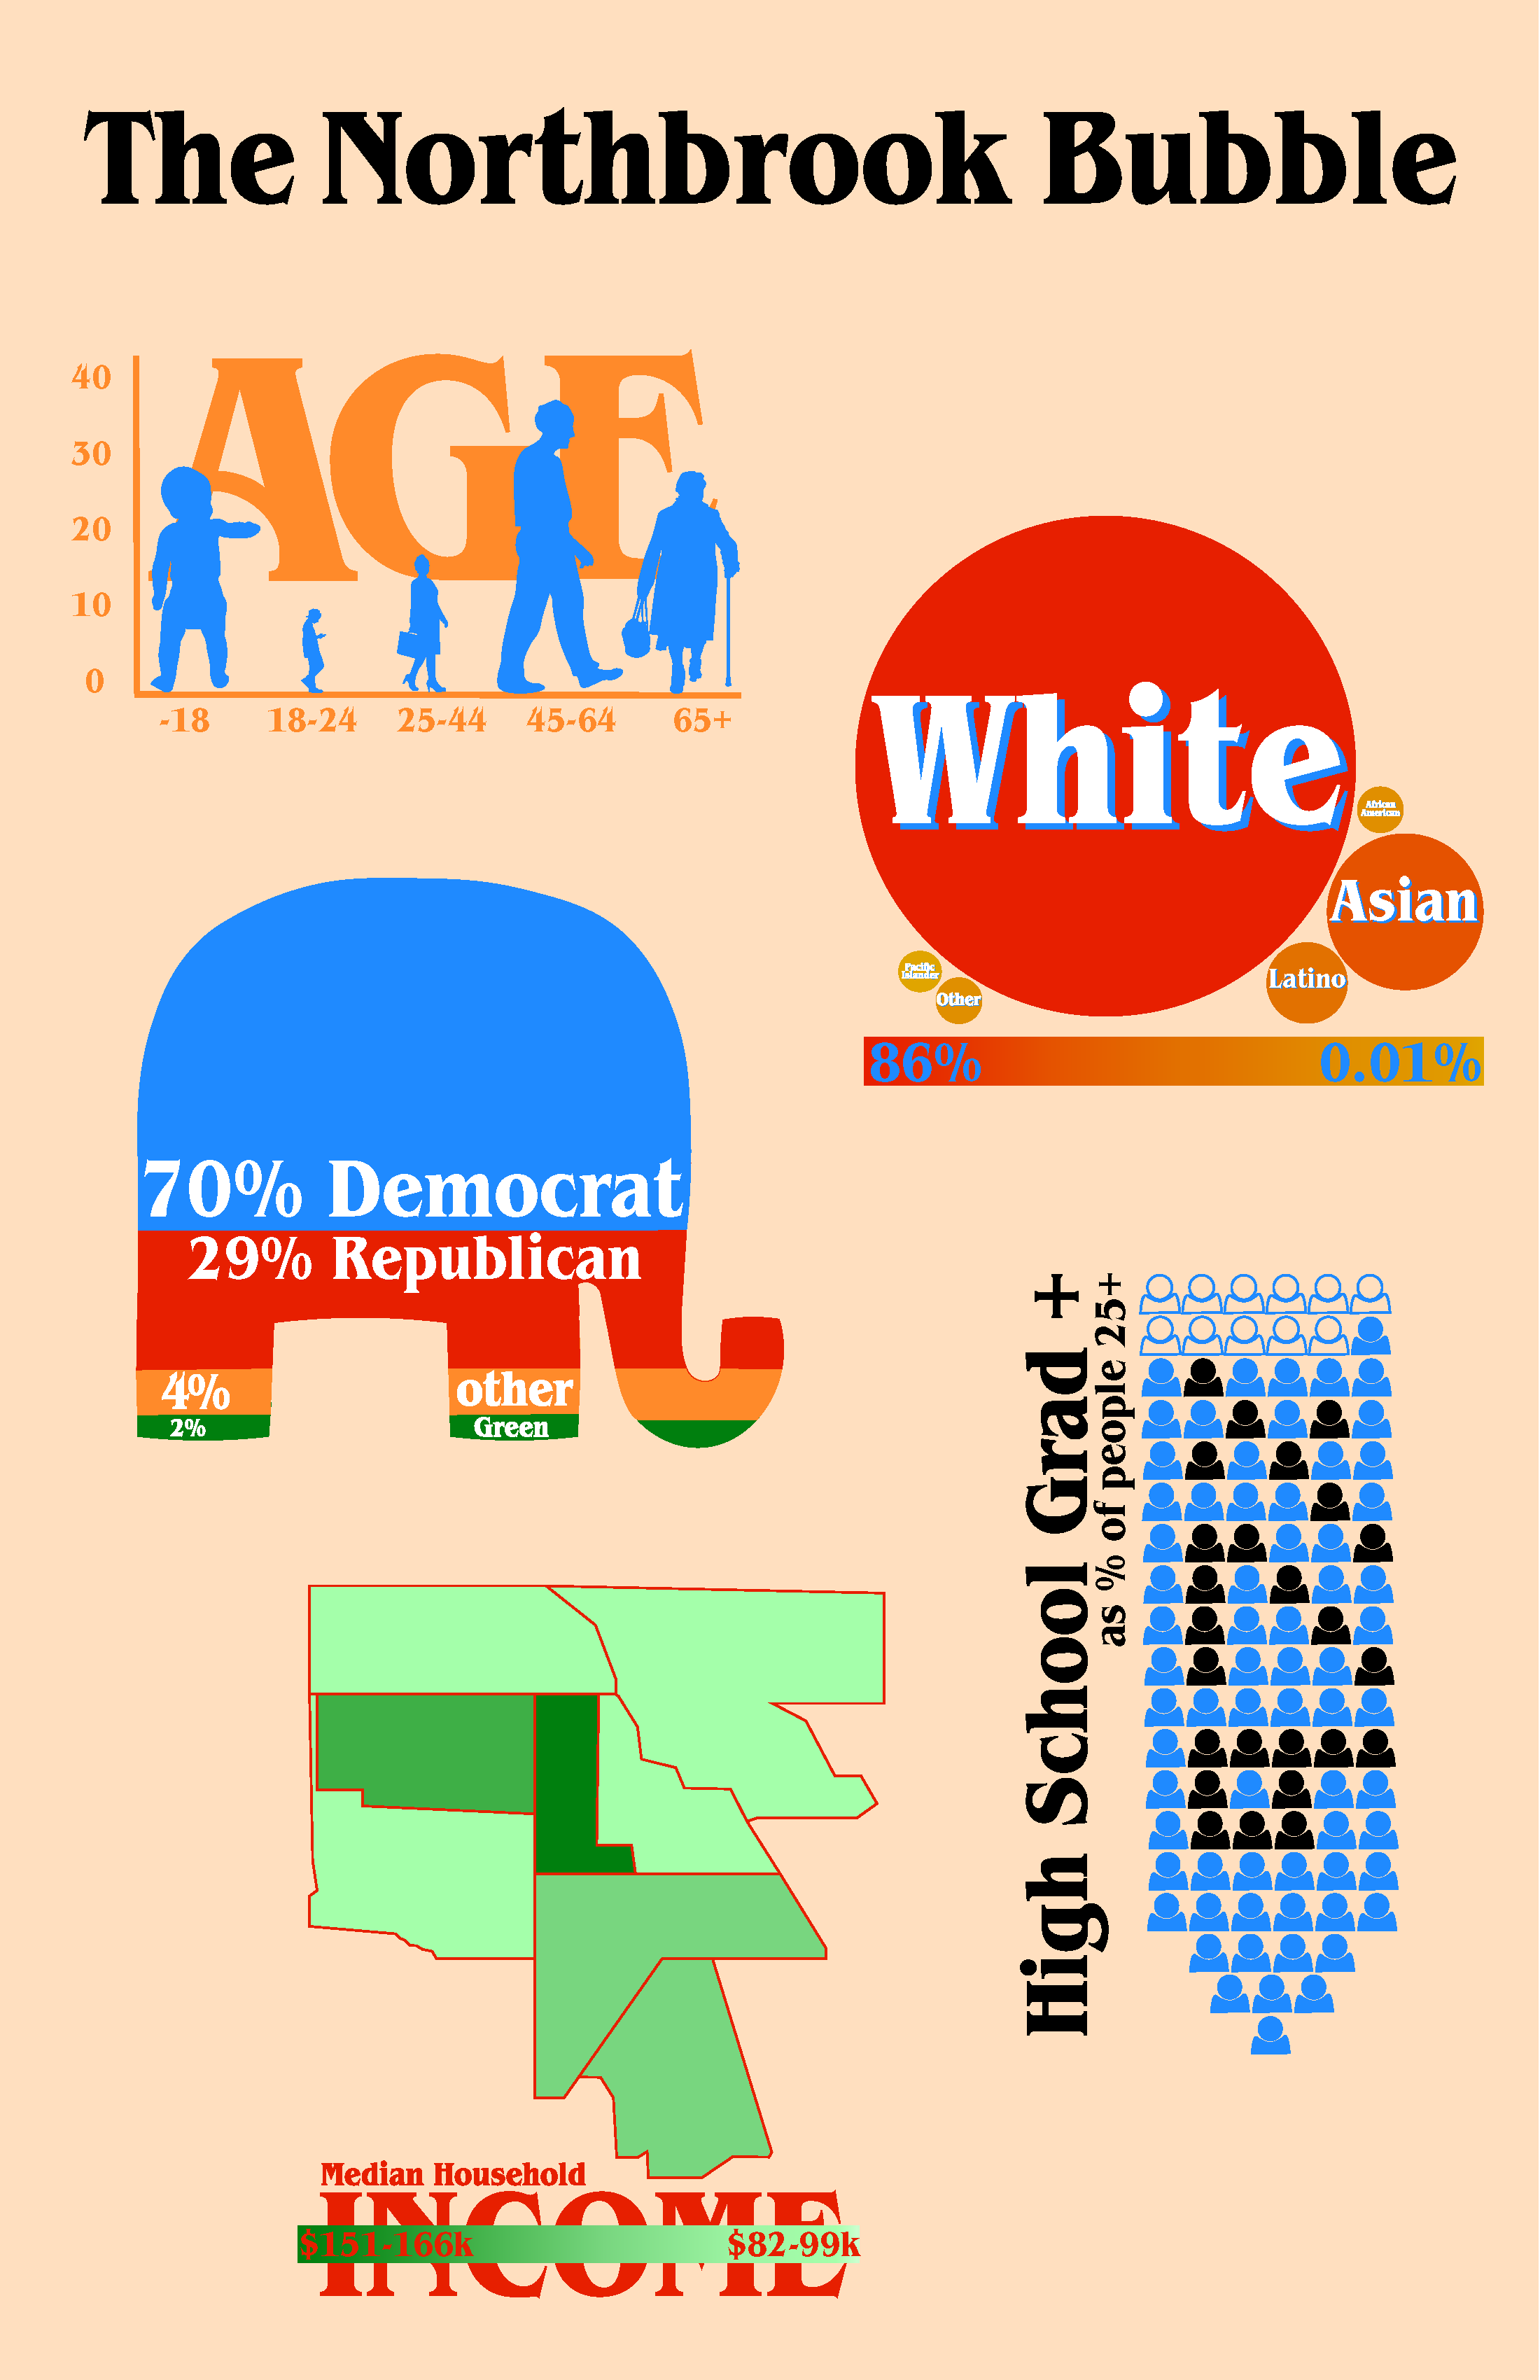 The Northbrook Bubble
AGE
40
30
20
10
0
-18 18-24 25-44 45-64 65+
White
African
American
Asian
Latino
Pacific
Islander
Other
86% 0.01%
70% Democrat
29% Republican
4% other
2% Green
High School Grad +
as % of people 25+
Median Household
INCOME
$151-166k $82-99k